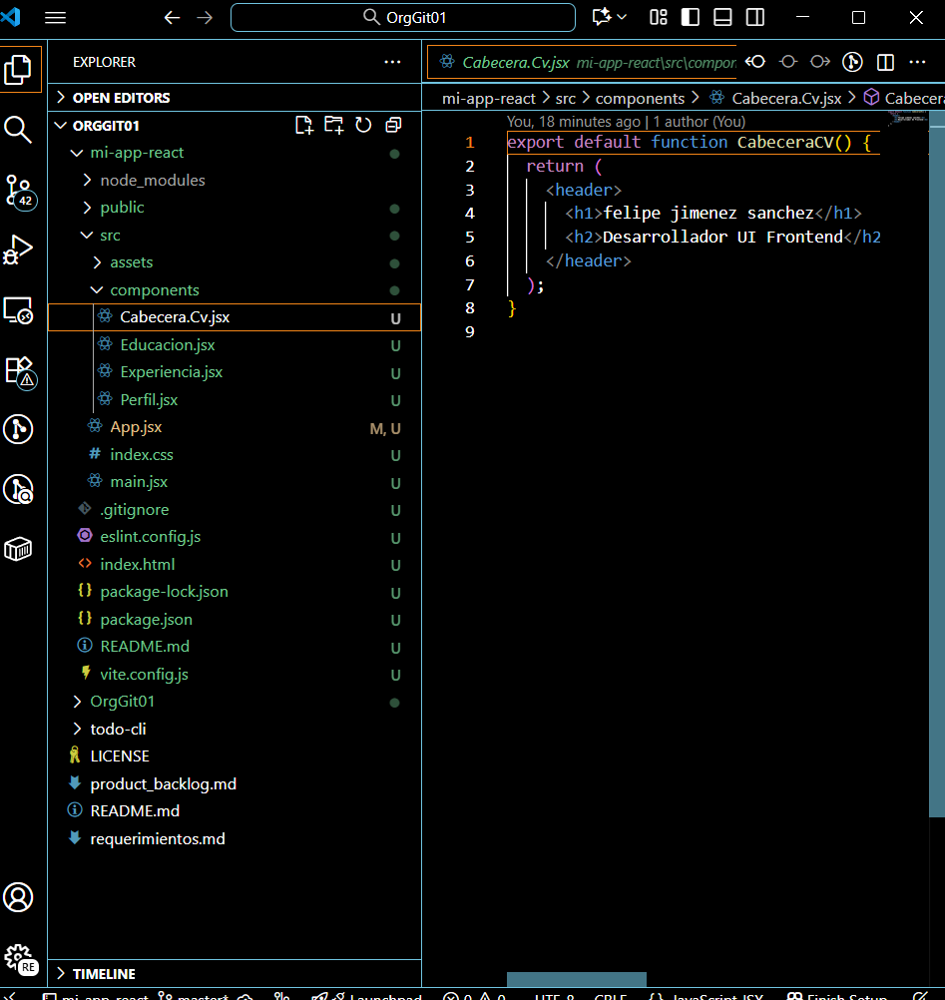 OrgGit01
EXPLORER
OPEN EDITORS
ORGGIT01
mi-app-react
node_modules
public
src
assets
components
Cabecera.Cv.jsx U
Educacion.jsx U
Experiencia.jsx U
Perfil.jsx U
App.jsx M, U
index.css U
main.jsx U
.gitignore U
eslint.config.js U
index.html U
package-lock.json U
package.json U
README.md U
vite.config.js U
OrgGit01
todo-cli
LICENSE
product_backlog.md
README.md
requerimientos.md
TIMELINE
42
RE
Cabecera.Cv.jsx mi-app-react\src\compon
mi-app-react > src > components > Cabecera.Cv.jsx > Cabecera
You, 18 minutes ago | 1 author (You)
1 export default function CabeceraCV() {
2 return (
3 <header>
4 <h1>felipe jimenez sanchez</h1>
5 <h2>Desarrollador UI Frontend</h2
6 </header>
7 );
8 }
9
mi-app-react master* Launchpad 0 0 UTF-8 CRLF {} JavaScript JSX Finish Setup